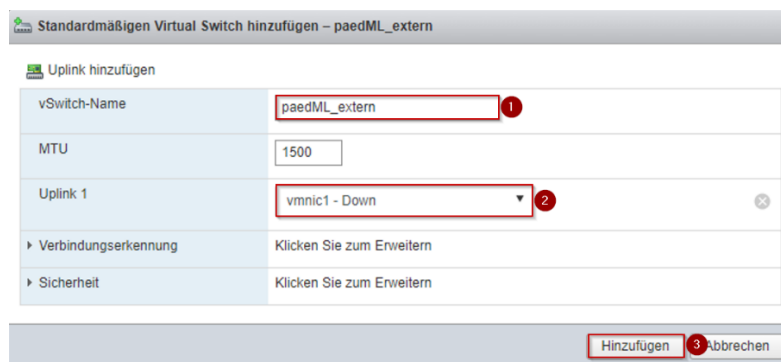 Standardmäßigen Virtual Switch hinzufügen – paedML_extern
Uplink hinzufügen
vSwitch-Name paedML_extern 1
MTU 1500
Uplink 1 vmnic1 - Down 2
Verbindungserkennung Klicken Sie zum Erweitern
Sicherheit Klicken Sie zum Erweitern
Hinzufügen 3 Abbrechen